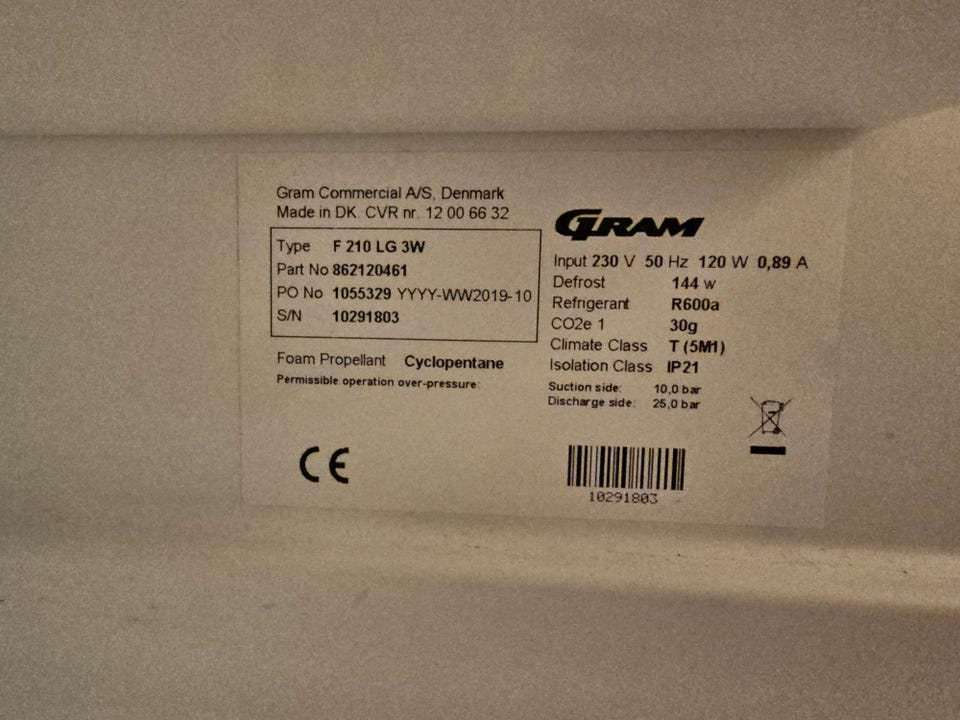 Gram Commercial A/S, Denmark
Made in DK. CVR nr. 12 00 66 32
Type F 210 LG 3W
Part No 862120461
PO No 1055329 YYYY-WW2019-10
S/N 10291803
Foam Propellant Cyclopentane
Permissible operation over-pressure:
GRAM
Input 230 V 50 Hz 120 W 0,89 A
Defrost 144 W
Refrigerant R600a
CO2e 1 30g
Climate Class T (5M1)
Isolation Class IP21
Suction side: 10,0 bar
Discharge side: 25,0 bar
CE
10291803